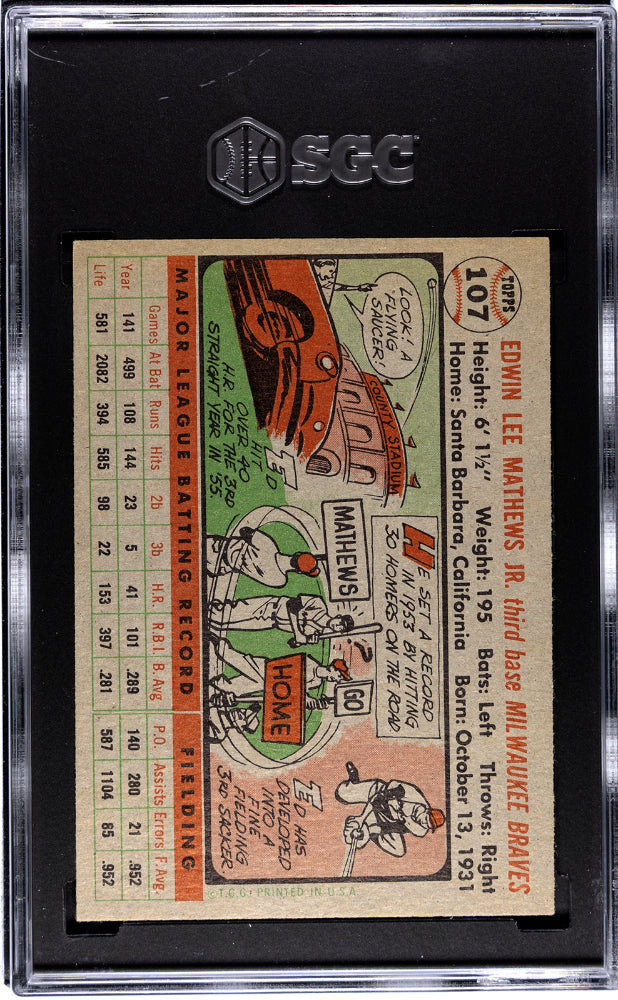 SGC
TOPPS
107
EDWIN LEE MATHEWS JR. third base MILWAUKEE BRAVES
Height: 6' 1½" Weight: 195 Bats: Left Throws: Right
Home: Santa Barbara, California Born: October 13, 1931
LOOK! A
FLYING
SAUCER!
COUNTY STADIUM
ED HIT
OVER 40
H.R. FOR THE 3RD
STRAIGHT YEAR IN '55
HE SET A RECORD
IN 1953 BY HITTING
30 HOMERS ON THE ROAD
MATHEWS
?
GO
HOME
ED HAS
DEVELOPED
INTO A
FINE
FIELDING
3RD SACKER
MAJOR LEAGUE BATTING RECORD FIELDING
Games At Bat Runs Hits 2b 3b H.R. R.B.I. B. Avg P.O. Assists Errors F. Avg
Year 141 499 108 144 23 5 41 101 .289 140 280 21 .952
Life 581 2082 394 585 98 22 153 397 .281 587 1104 85 .952
©T.C.G. PRINTED IN U.S.A.